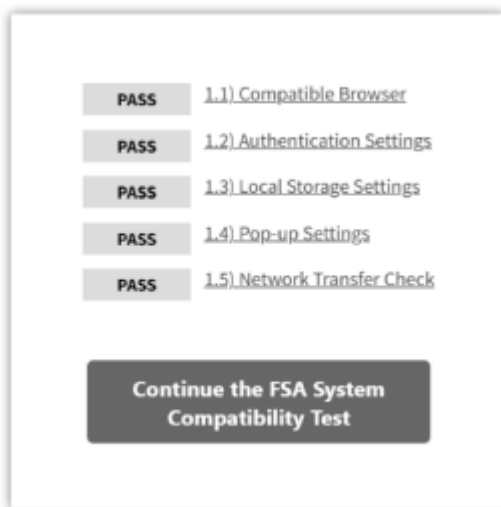 PASS 1.1) Compatible Browser
PASS 1.2) Authentication Settings
PASS 1.3) Local Storage Settings
PASS 1.4) Pop-up Settings
PASS 1.5) Network Transfer Check
Continue the FSA System
Compatibility Test